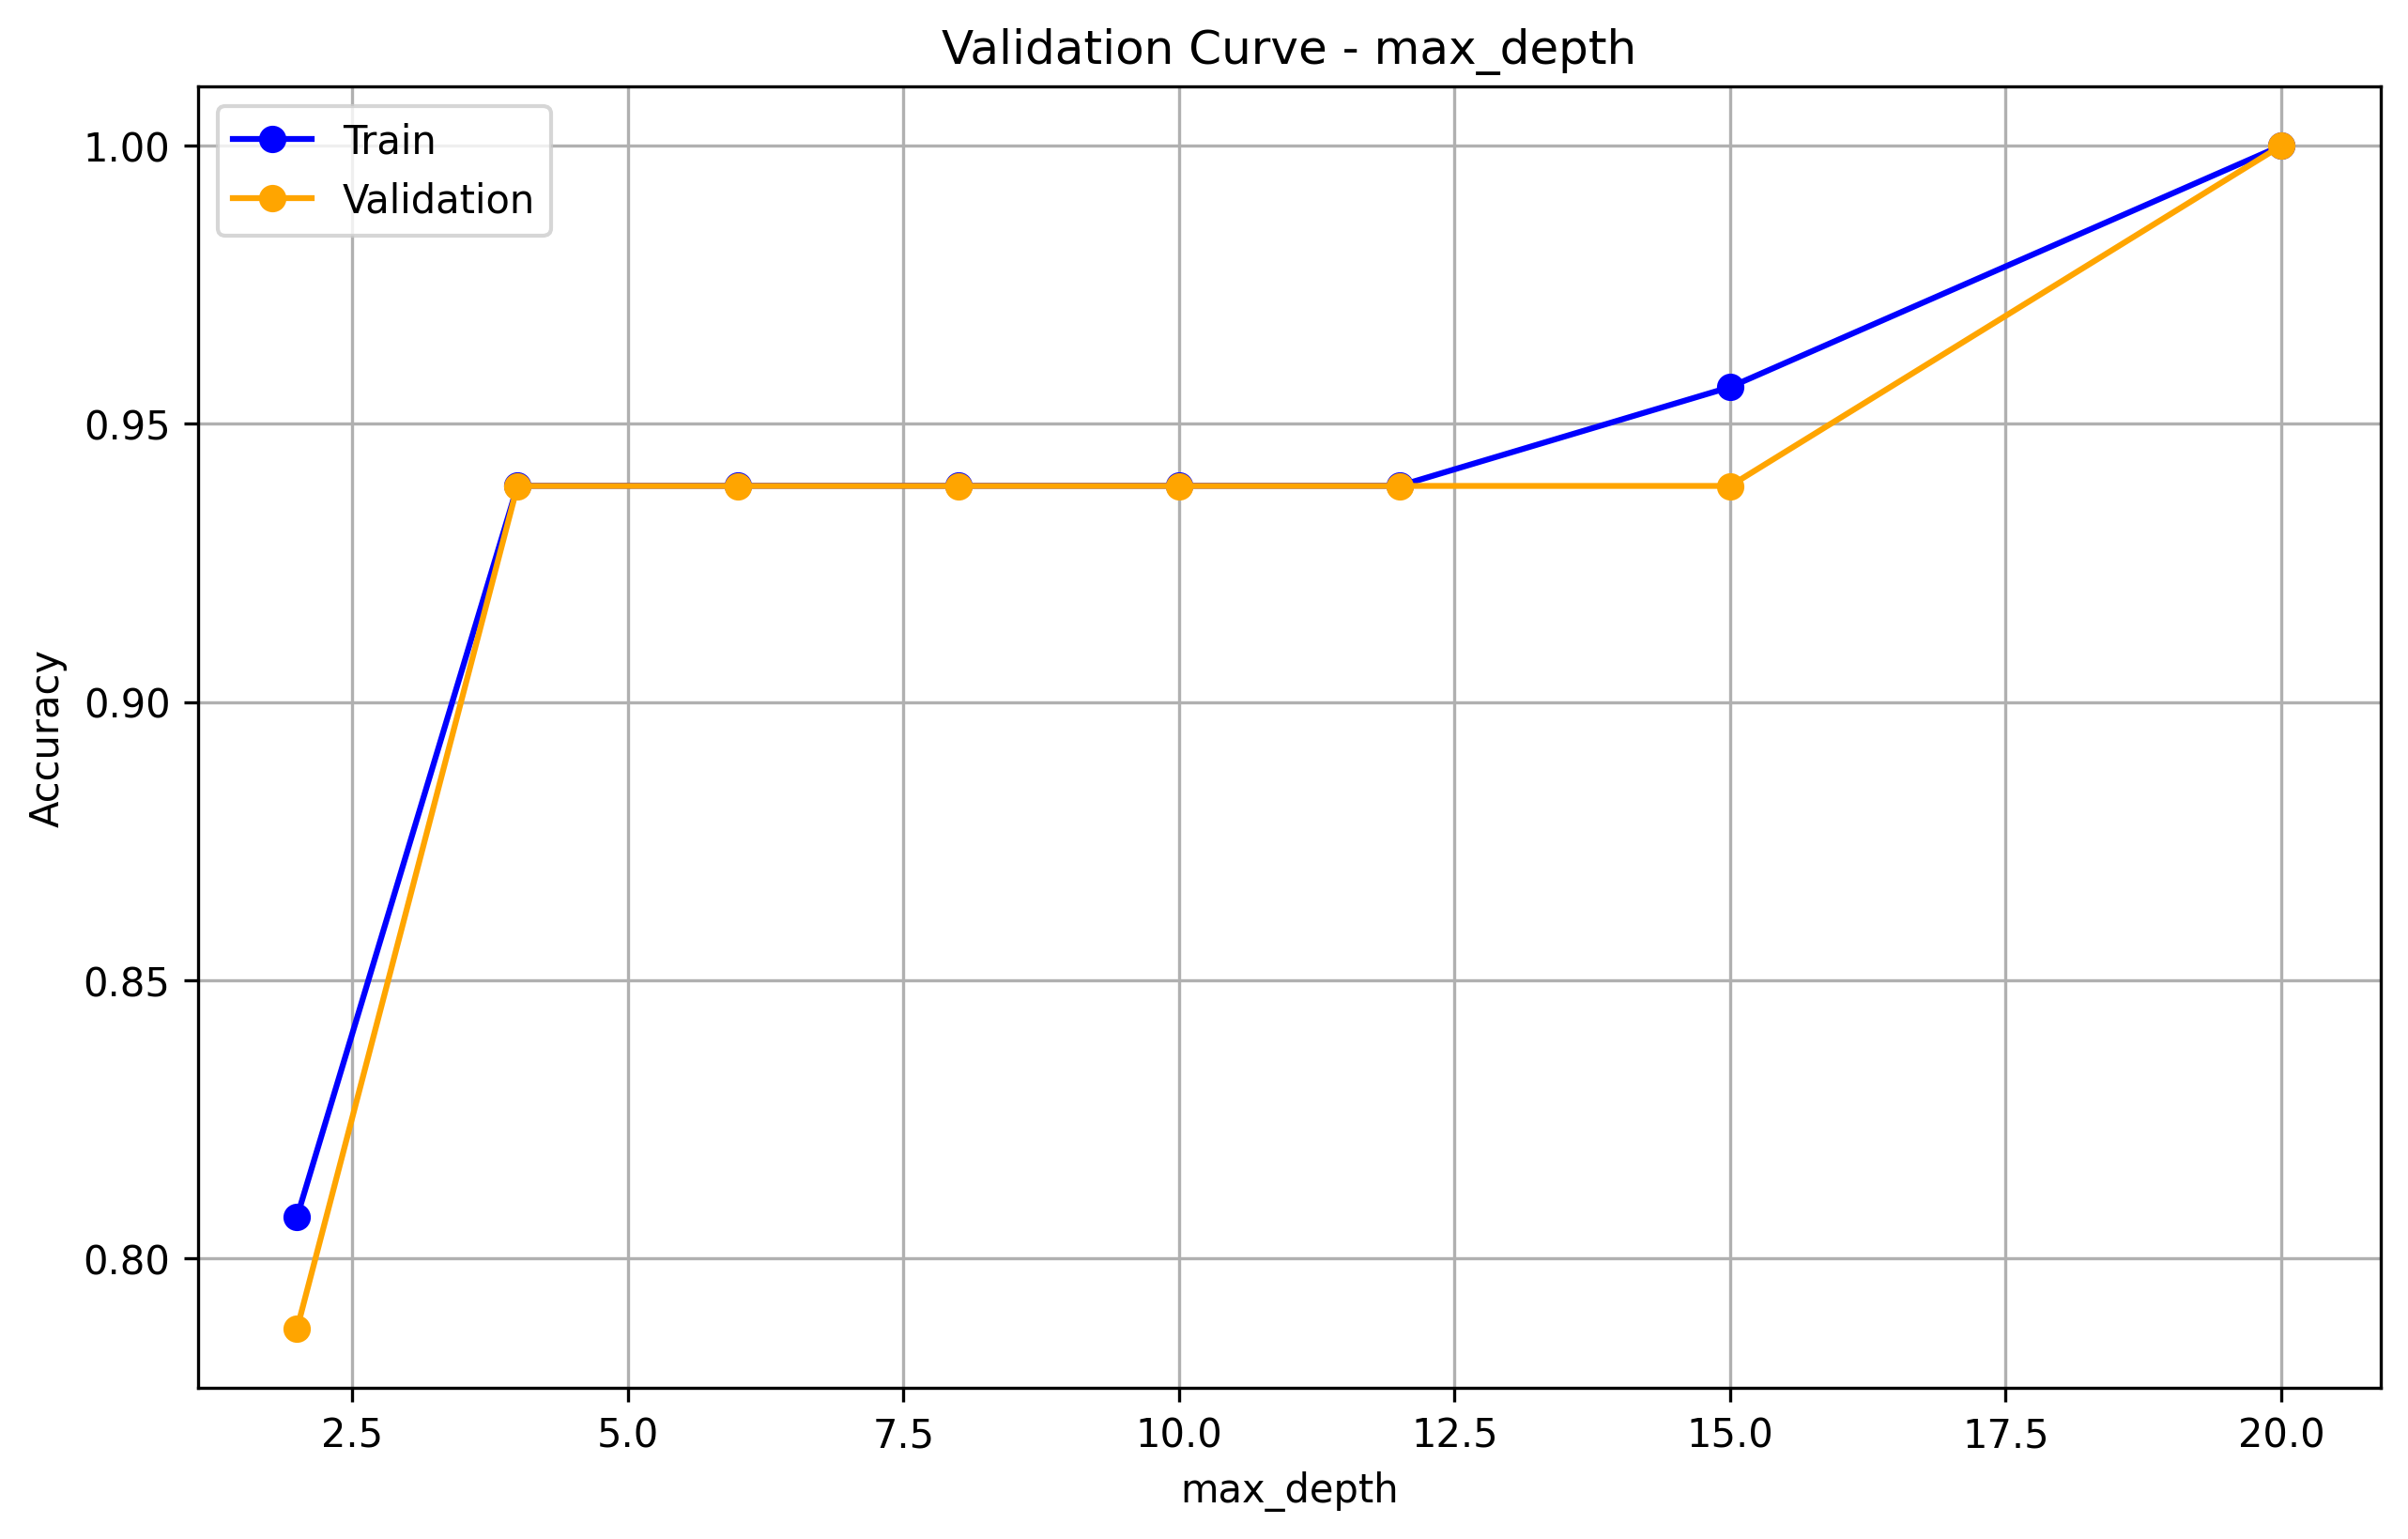 Validation Curve - max_depth
Train
Validation
1.00
0.95
0.90
0.85
0.80
Accuracy
2.5 5.0 7.5 10.0 12.5 15.0 17.5 20.0
max_depth